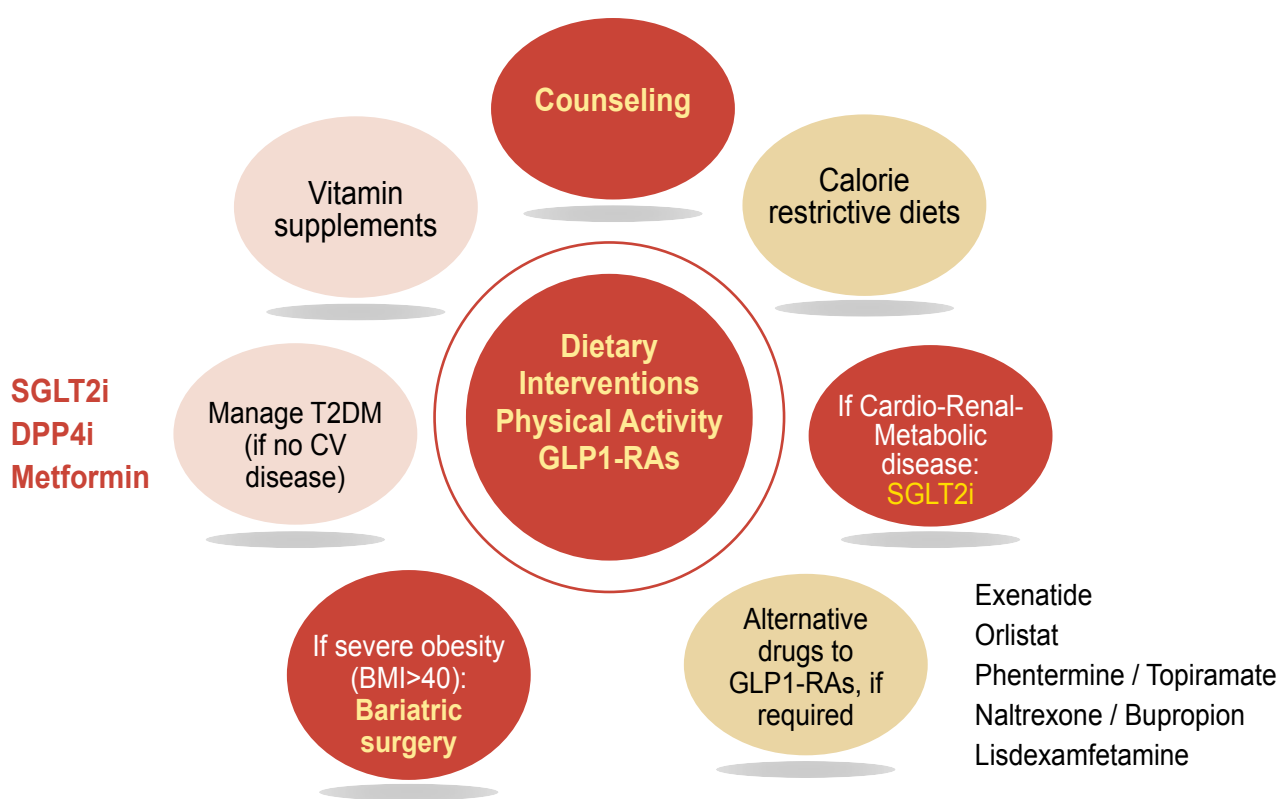 Counseling
Vitamin
supplements
Calorie
restrictive diets
Dietary
Interventions
Physical Activity
GLP1-RAs
SGLT2i
DPP4i
Metformin
Manage T2DM
(if no CV
disease)
If Cardio-Renal-
Metabolic
disease:
SGLT2i
If severe obesity
(BMI>40):
Bariatric
surgery
Alternative
drugs to
GLP1-RAs, if
required
Exenatide
Orlistat
Phentermine / Topiramate
Naltrexone / Bupropion
Lisdexamfetamine